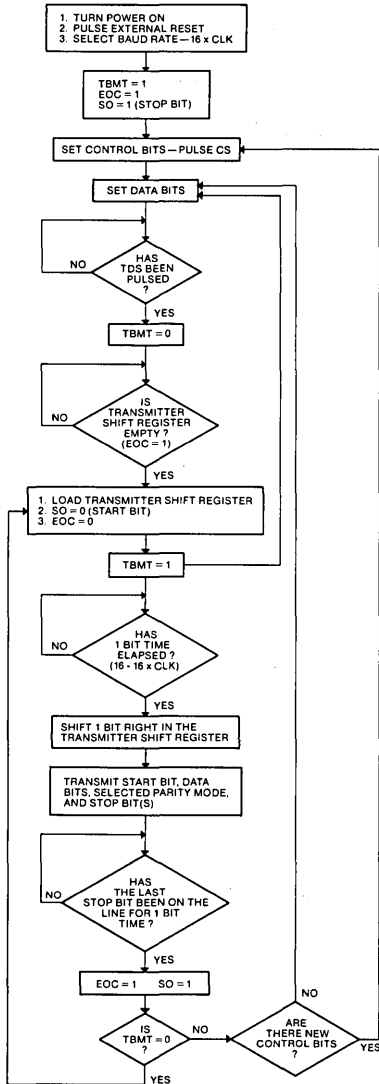 1. TURN POWER ON
2. PULSE EXTERNAL RESET
3. SELECT BAUD RATE — 16 x CLK
TBMT = 1
EOC = 1
SO = 1 (STOP BIT)
SET CONTROL BITS — PULSE CS
SET DATA BITS
HAS
TDS BEEN
PULSED
?
NO
YES
TBMT = 0
IS
TRANSMITTER
SHIFT REGISTER
EMPTY ?
(EOC = 1)
NO
YES
1. LOAD TRANSMITTER SHIFT REGISTER
2. SO = 0 (START BIT)
3. EOC = 0
TBMT = 1
HAS
1 BIT TIME
ELAPSED ?
(16 - 16 x CLK)
NO
YES
SHIFT 1 BIT RIGHT IN THE
TRANSMITTER SHIFT REGISTER
TRANSMIT START BIT, DATA
BITS, SELECTED PARITY MODE,
AND STOP BIT(S)
HAS
THE LAST
STOP BIT BEEN ON THE
LINE FOR 1 BIT
TIME ?
NO
YES
EOC = 1 SO = 1
IS
TBMT = 0
?
NO
YES
ARE
THERE NEW
CONTROL BITS
?
NO
YES